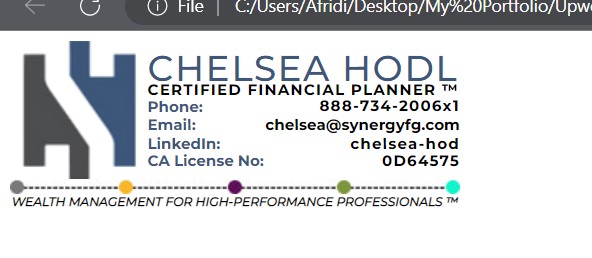 File | C:/Users/Afridi/Desktop/My%20Portfolio/Upw
CHELSEA HODL
CERTIFIED FINANCIAL PLANNER ™
Phone: 888-734-2006x1
Email: chelsea@synergyfg.com
LinkedIn: chelsea-hod
CA License No: 0D64575
WEALTH MANAGEMENT FOR HIGH-PERFORMANCE PROFESSIONALS ™